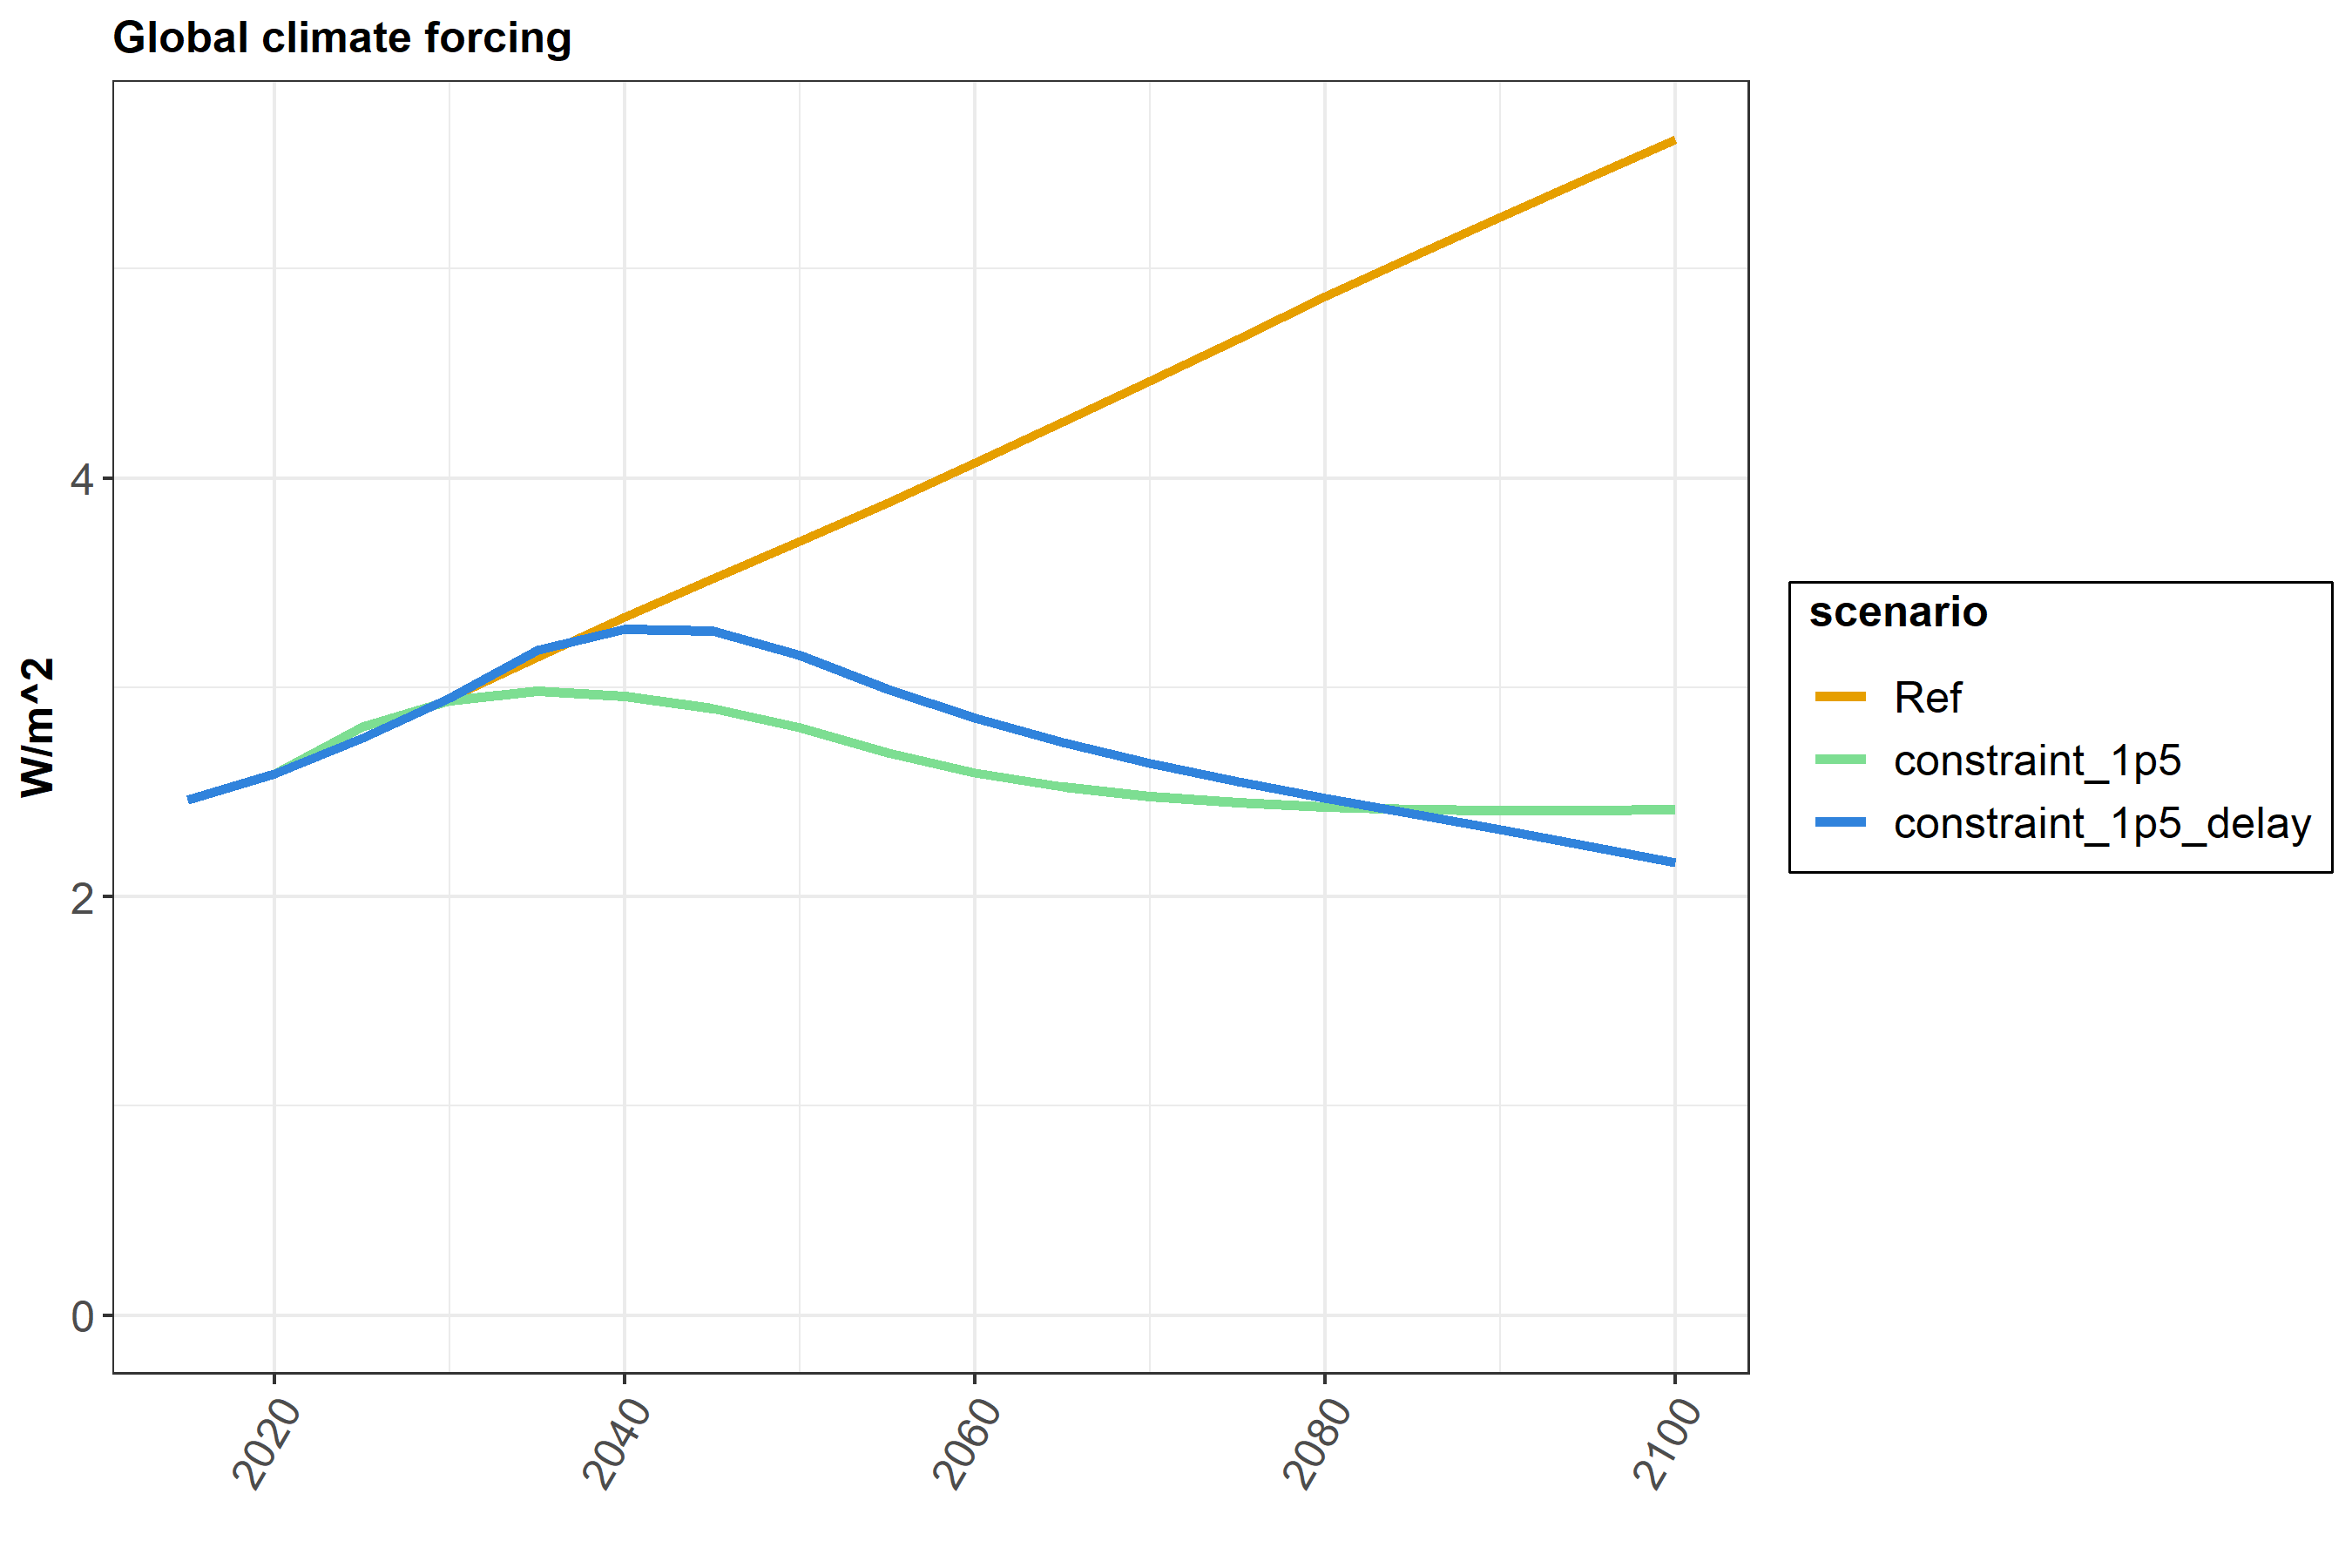 Global climate forcing
W/m^2
4
2
0
2020
2040
2060
2080
2100
scenario
Ref
constraint_1p5
constraint_1p5_delay